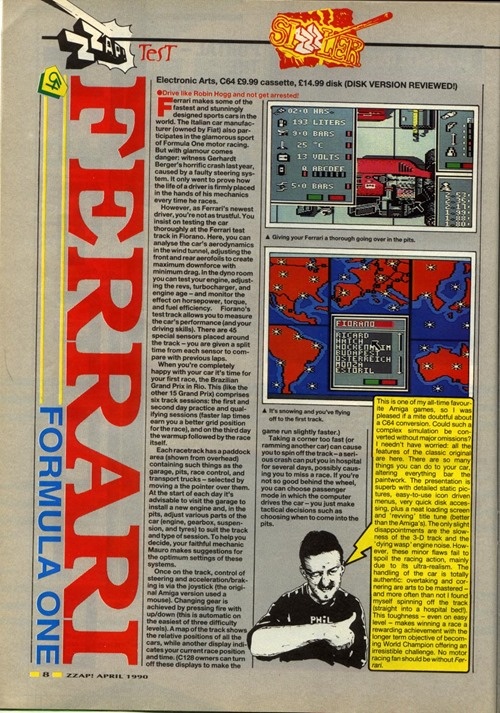 ZZAP!
TEST
SIZZLER
FERRARI
FORMULA ONE
Electronic Arts, C64 £9.99 cassette, £14.99 disk (DISK VERSION REVIEWED!)
●Drive like Robin Hogg and not get arrested!
Ferrari makes some of the
fastest and stunningly
designed sports cars in the
world. The Italian car manufac-
turer (owned by Fiat) also par-
ticipates in the glamorous sport
of Formula One motor racing.
But with glamour comes
danger: witness Gerhard
Berger's horrific crash last year,
caused by a faulty steering sys-
tem. It only went to prove how
the life of a driver is firmly placed
in the hands of his mechanics
every time he races.
However, as Ferrari's newest
driver, you're not as trustful. You
insist on testing the car
thoroughly at the Ferrari test
track in Fiorano. Here, you can
analyse the car's aerodynamics
in the wind tunnel, adjusting the
front and rear aerofoils to create
maximum downforce with
minimum drag. In the dyno room
you can test your engine, adjust-
ing the revs, turbocharger, and
engine age – and monitor the
effect on horsepower, torque,
and fuel efficiency. Fiorano's
test track allows you to measure
the car's performance (and your
driving skills). There are 45
special sensors placed around
the track – you are given a split
time from each sensor to com-
pare with previous laps.
When you're completely
happy with your car it's time for
your first race, the Brazilian
Grand Prix in Rio. This (like the
other 15 Grand Prix) comprises
six track sessions: the first and
second day practice and quali-
fying sessions (faster lap times
earn you a better grid position
for the race), and on the third day
the warmup followed by the race
itself.
Each racetrack has a paddock
area (shown from overhead)
containing such things as the
garage, pits, race control, and
transport trucks – selected by
moving a pointer over them.
At the start of each day it's
advisable to visit the garage to
install a new engine and, in the
pits, adjust various parts of the
car (engine, gearbox, suspen-
sion, and tyres) to suit the track
and type of session. To help you
decide, your faithful mechanic
Mauro makes suggestions for
the optimum settings of these
systems.
Once on the track, control of
steering and acceleration/brak-
ing is via the joystick (the orig-
inal Amiga version used a
mouse). Changing gear is
achieved by pressing fire with
up/down (this is automatic on
the easiest of three difficulty
levels). A map of the track shows
the relative positions of all the
cars, while another display ind-
icates your current race position
and time. (C128 owners can turn
off these displays to make the
02:0 HRS
193 LITERS
9:0 BARS
25 °C
13 VOLTS
ABCDEF
5:0 BARS
▲ Giving your Ferrari a thorough going over in the pits.
FIORANO
RICARD
HATCH
HOCKENHEIM
BUDAPEST
OSTERREICH
MONZA
ESTORIL
▲ It's snowing and you've flying
off to the first track.
game run slightly faster.)
Taking a corner too fast (or
ramming another car) can cause
you to spin off the track – a seri-
ous crash can put you in hospital
for several days, possibly caus-
ing you to miss a race. If you're
not so good behind the wheel,
you can choose passenger
mode in which the computer
drives the car – you just make
tactical decisions such as
choosing when to come into the
pits.
PHIL
This is one of my all-time favour-
ite Amiga games, so I was
pleased if a mite doubtful about
a C64 conversion. Could such a
complex simulation be con-
verted without major omissions?
I needn't have worried: all the
features of the classic original
are here. There are so many
things you can do to your car,
altering everything bar the
paintwork. The presentation is
superb with detailed static pic-
tures, easy-to-use icon driven
menus, very quick disk access-
ing, plus a neat loading screen
and 'revving' title tune (better
than the Amiga's). The only slight
disappointments are the slow-
ness of the 3-D track and the
'dying wasp' engine noise. How-
ever, these minor flaws fail to
spoil the racing action, mainly
due to its ultra-realism. The
handling of the car is totally
authentic: overtaking and cor-
nering are arts to be mastered –
and more often than not I found
myself spinning off the track
(straight into a hospital bed!).
This toughness – even on easy
level – makes winning a race a
rewarding achievement with the
longer term objective of becom-
ing World Champion offering an
irresistible challenge. No motor
racing fan should be without Fer-
rari.
8 ZZAP! APRIL 1990